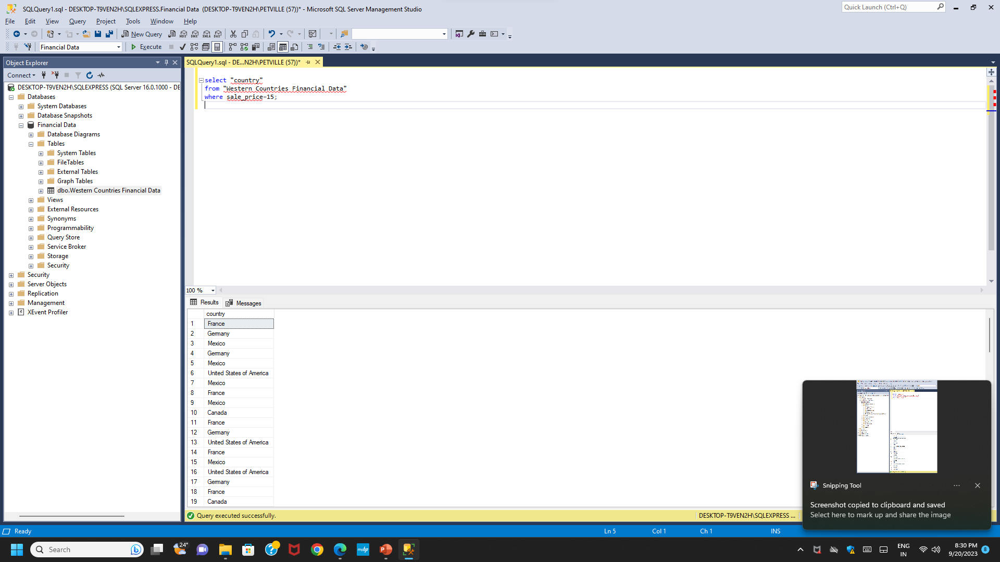 SQLQuery1.sql - DESKTOP-T9VEN2H\SQLEXPRESS.Financial Data (DESKTOP-T9VEN2H\PETVILLE (57))* - Microsoft SQL Server Management Studio
Quick Launch (Ctrl+Q)
File Edit View Query Project Tools Window Help
New Query
MDX DMX XMLA DAX
Financial Data
Execute
Object Explorer
SQLQuery1.sql - DE...N2H\PETVILLE (57))*
Connect
DESKTOP-T9VEN2H\SQLEXPRESS (SQL Server 16.0.1000 - DE
Databases
System Databases
Database Snapshots
Financial Data
Database Diagrams
Tables
System Tables
FileTables
External Tables
Graph Tables
dbo.Western Countries Financial Data
Views
External Resources
Synonyms
Programmability
Query Store
Service Broker
Storage
Security
Security
Server Objects
Replication
Management
XEvent Profiler
select "country"
from "Western Countries Financial Data"
where sale_price=15;
100 %
Results Messages
country
1 France
2 Germany
3 Mexico
4 Germany
5 Mexico
6 United States of America
7 Mexico
8 France
9 Mexico
10 Canada
11 France
12 Germany
13 United States of America
14 France
15 Mexico
16 United States of America
17 Germany
18 France
19 Canada
Query executed successfully.
DESKTOP-T9VEN2H\SQLEXPRESS ...
Snipping Tool
Screenshot copied to clipboard and saved
Select here to mark up and share the image
Ready
Ln 5
Col 1
Ch 1
INS
Search
24°
myhp
P
ENG
IN
8:30 PM
9/20/2023
8